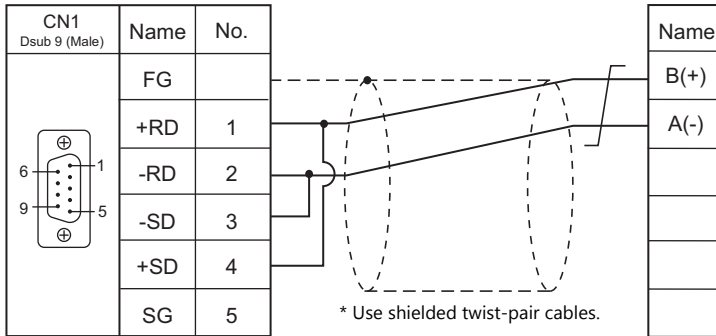 CN1
Dsub 9 (Male)
Name No.
Name
FG
B(+)
+RD 1
A(-)
-RD 2
6
1
-SD 3
9
5
+SD 4
SG 5
* Use shielded twist-pair cables.